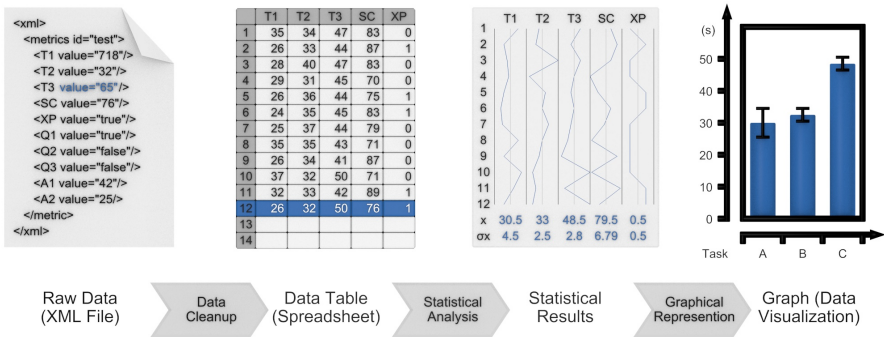 <xml>
<metrics id="test">
<T1 value="718"/>
<T2 value="32"/>
<T3 value="65"/>
<SC value="76"/>
<XP value="true"/>
<Q1 value="true"/>
<Q2 value="false"/>
<Q3 value="false"/>
<A1 value="42"/>
<A2 value="25/>
</metric>
</xml>
T1 T2 T3 SC XP
1 35 34 47 83 0
2 26 33 44 87 1
3 28 40 47 83 0
4 29 31 45 70 0
5 26 36 44 75 1
6 24 35 45 83 1
7 25 37 44 79 0
8 35 35 43 71 0
9 26 34 41 87 0
10 37 32 50 71 0
11 32 33 42 89 1
12 26 32 50 76 1
13
14
T1 T2 T3 SC XP
1
2
3
4
5
6
7
8
9
10
11
12
x 30.5 33 48.5 79.5 0.5
σx 4.5 2.5 2.8 6.79 0.5
(s)
50
40
30
20
10
0
Task A B C
Raw Data
(XML File)
Data
Cleanup
Data Table
(Spreadsheet)
Statistical
Analysis
Statistical
Results
Graphical
Represention
Graph (Data
Visualization)